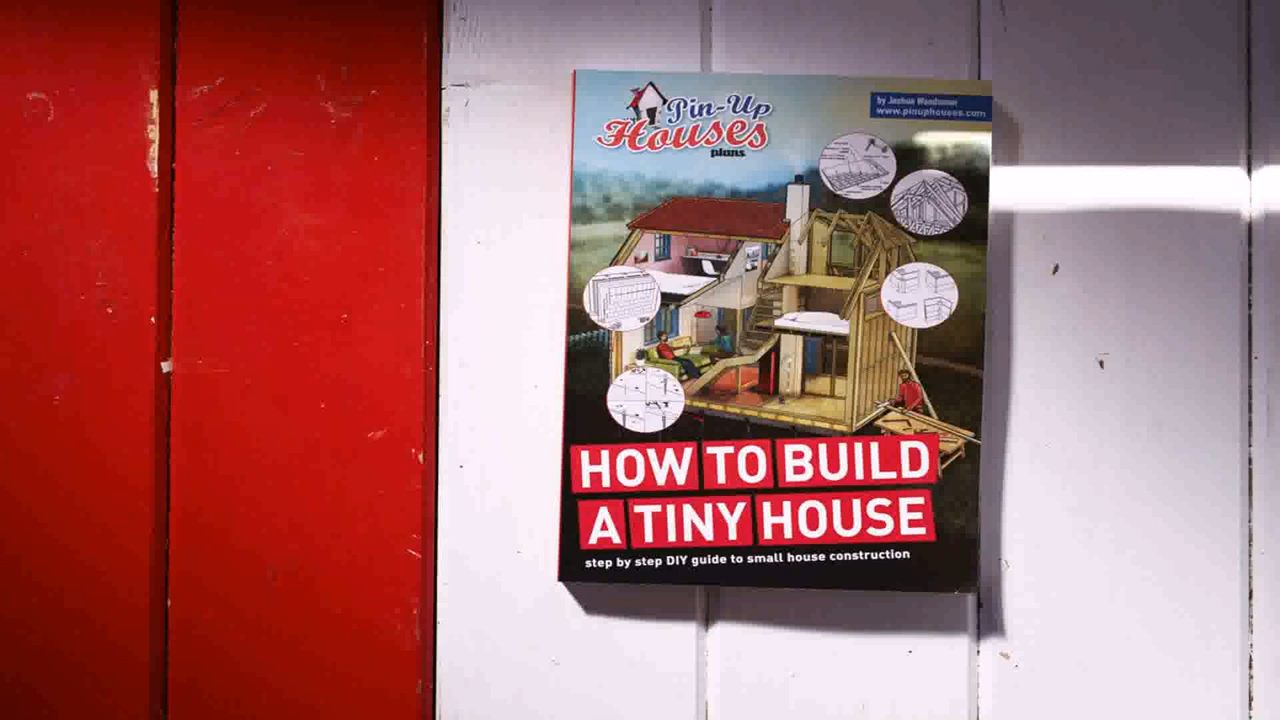 Pin-Up
Houses
plans
by Joshua Woodsman
www.pinuphouses.com
HOW TO BUILD
A TINY HOUSE
step by step DIY guide to small house construction